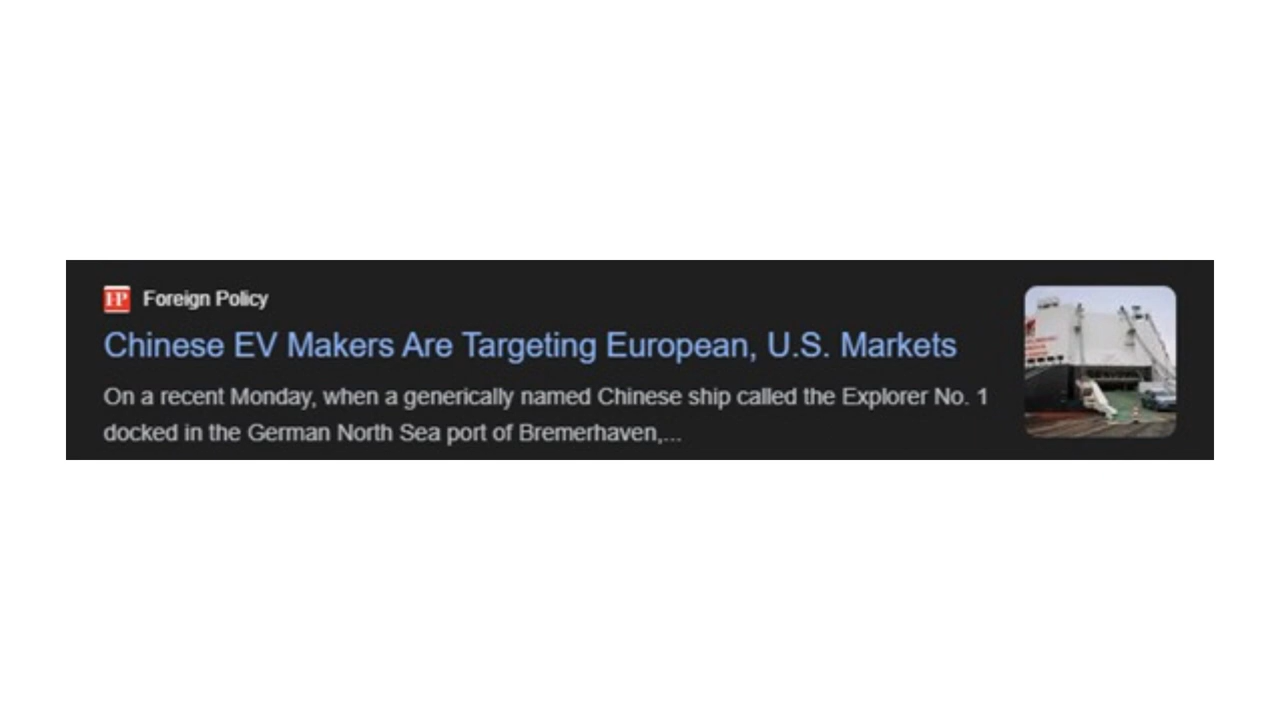 FP Foreign Policy
Chinese EV Makers Are Targeting European, U.S. Markets
On a recent Monday, when a generically named Chinese ship called the Explorer No. 1
docked in the German North Sea port of Bremerhaven,...